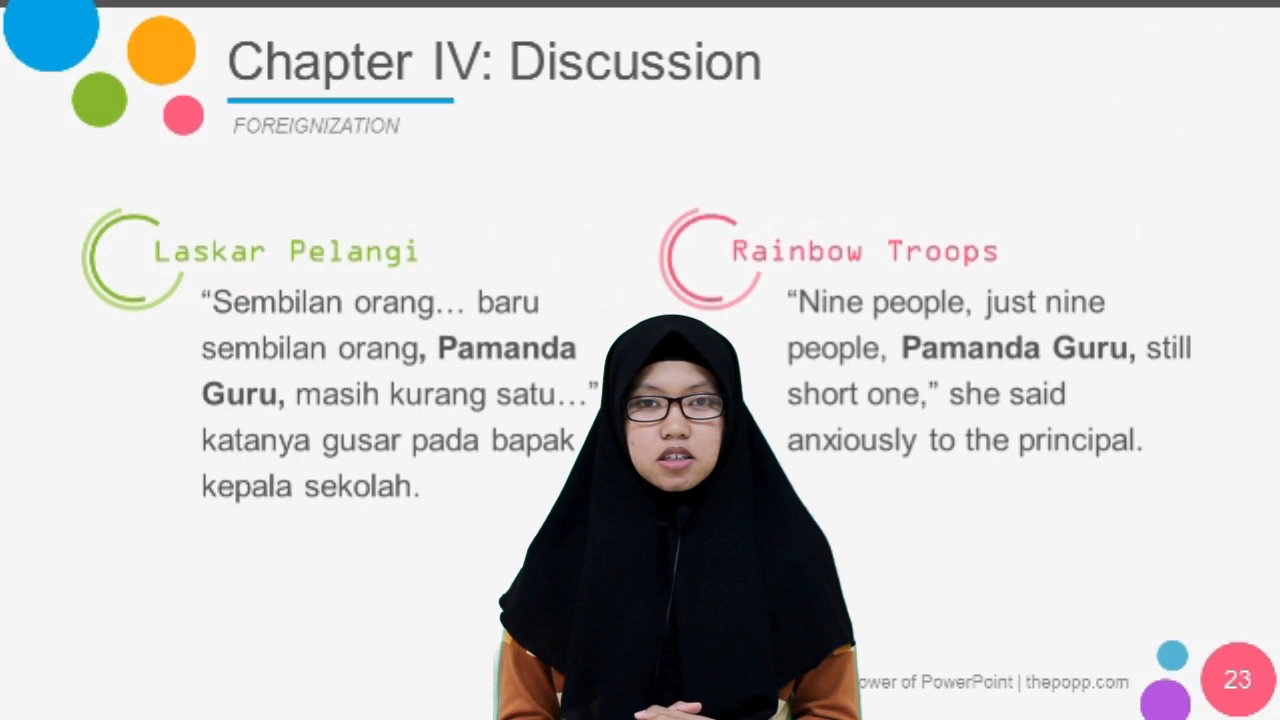 Chapter IV: Discussion
FOREIGNIZATION
Laskar Pelangi
“Sembilan orang… baru
sembilan orang, Pamanda
Guru, masih kurang satu…”
katanya gusar pada bapak
kepala sekolah.
Rainbow Troops
“Nine people, just nine
people, Pamanda Guru, still
short one,” she said
anxiously to the principal.
of PowerPoint | thepopp.com
23